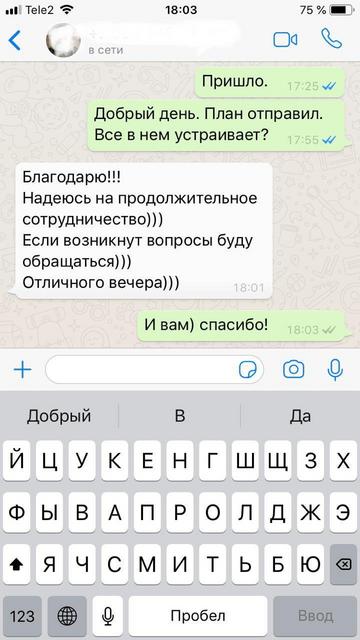 Tele2 18:03 75 %
в сети
Пришло. 17:25
Добрый день. План отправил.
Все в нем устраивает? 17:55
Благодарю!!!
Надеюсь на продолжительное
сотрудничество)))
Если возникнут вопросы буду
обращаться)))
Отличного вечера))) 18:01
И вам) спасибо! 18:03
Добрый В Да
Й Ц У К Е Н Г Ш Щ З Х
Ф Ы В А П Р О Л Д Ж Э
Я Ч С М И Т Ь Б Ю
123 Пробел Ввод